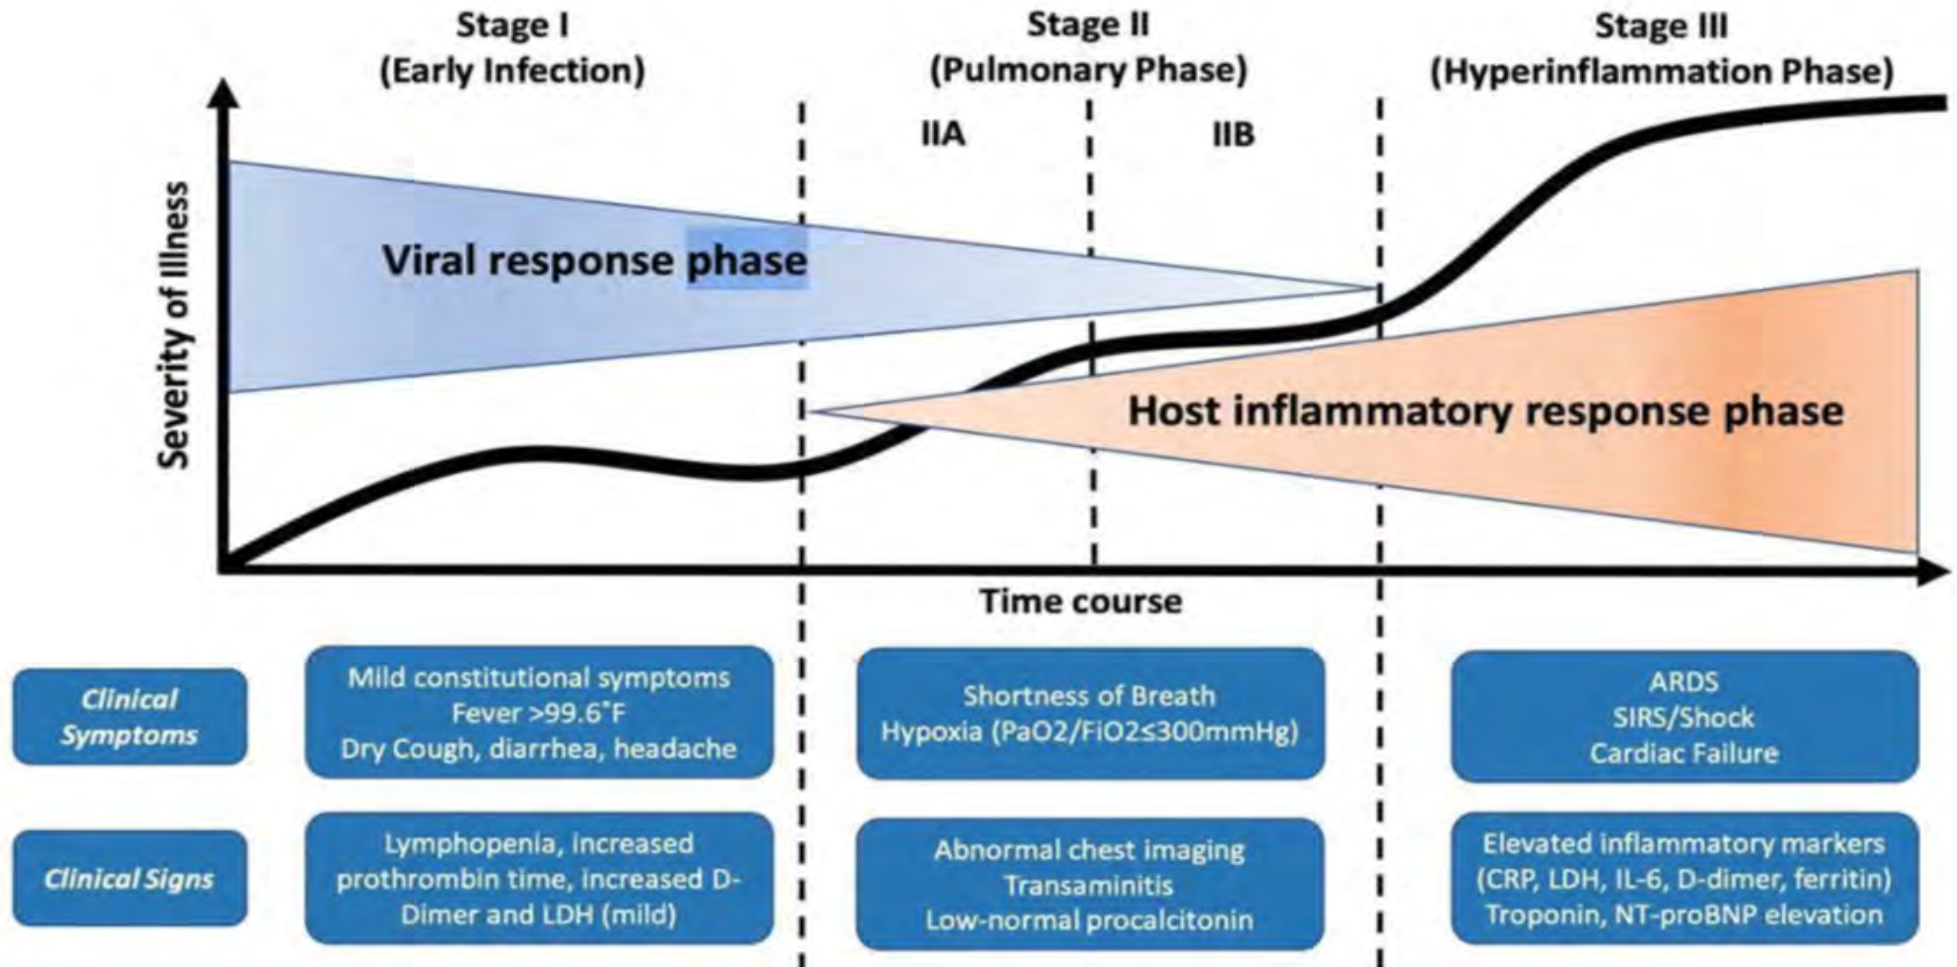 Stage I
(Early Infection)
Stage II
(Pulmonary Phase)
Stage III
(Hyperinflammation Phase)
IIA
IIB
Severity of Illness
Viral response phase
Host inflammatory response phase
Time course
Clinical
Symptoms
Mild constitutional symptoms
Fever >99.6°F
Dry Cough, diarrhea, headache
Shortness of Breath
Hypoxia (PaO2/FiO2≤300mmHg)
ARDS
SIRS/Shock
Cardiac Failure
Clinical Signs
Lymphopenia, increased
prothrombin time, increased D-
Dimer and LDH (mild)
Abnormal chest imaging
Transaminitis
Low-normal procalcitonin
Elevated inflammatory markers
(CRP, LDH, IL-6, D-dimer, ferritin)
Troponin, NT-proBNP elevation